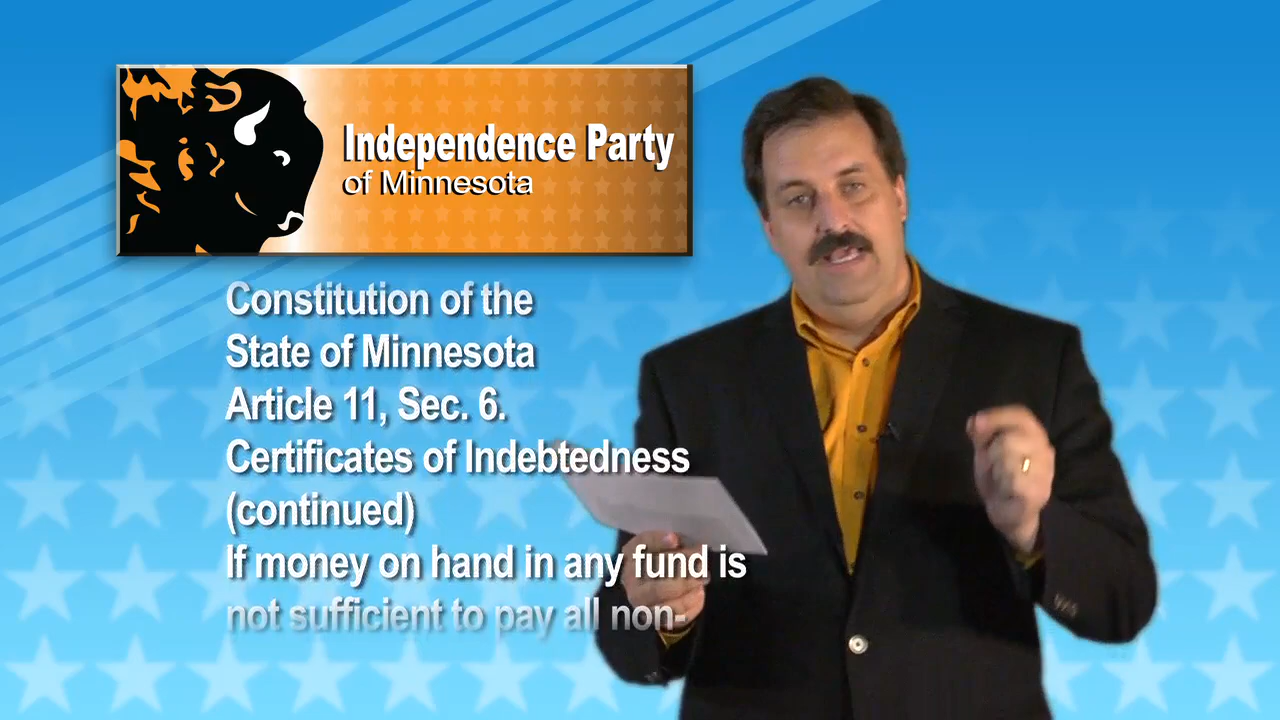 Independence Party
of Minnesota
Constitution of the
State of Minnesota
Article 11, Sec. 6.
Certificates of Indebtedness
(continued)
If money on hand in any fund is
not sufficient to pay all non-